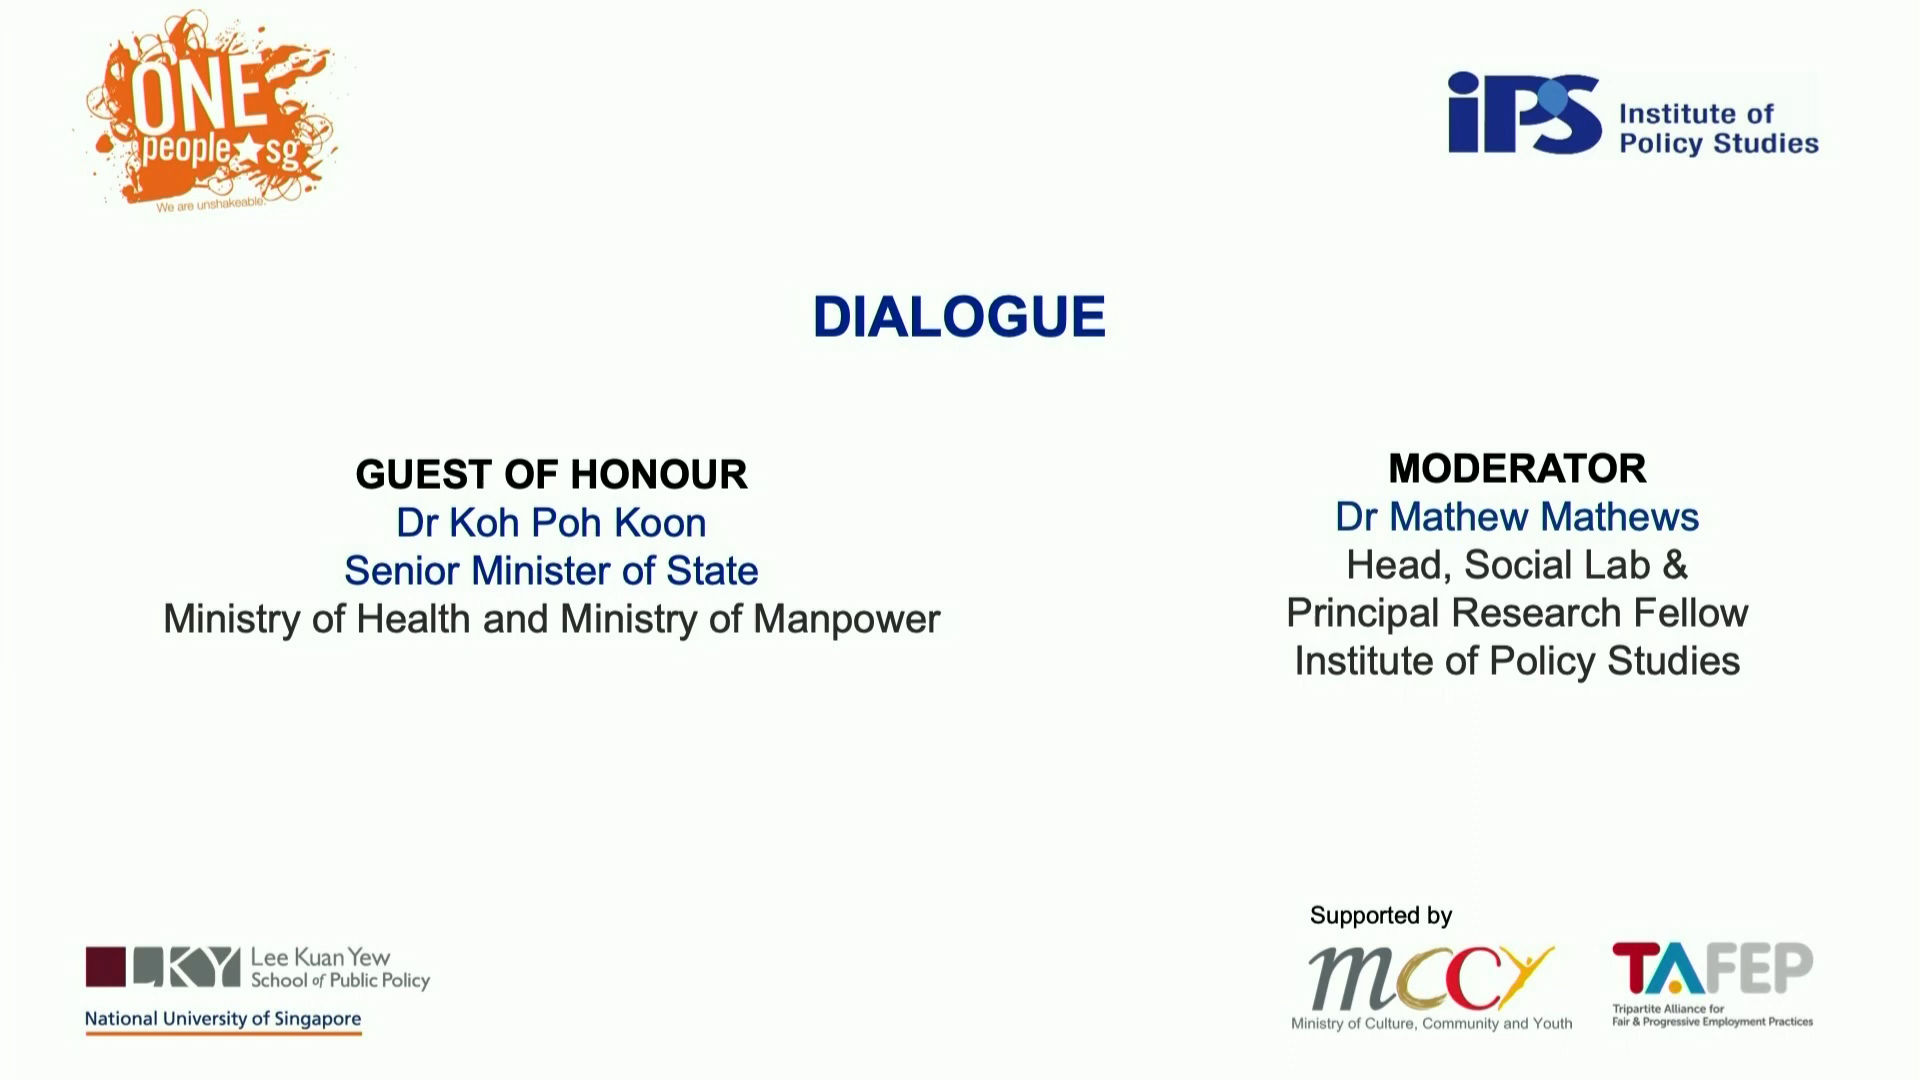 ONE
people★sg
We are unshakeable.
iPS
Institute of
Policy Studies
DIALOGUE
GUEST OF HONOUR
Dr Koh Poh Koon
Senior Minister of State
Ministry of Health and Ministry of Manpower
MODERATOR
Dr Mathew Mathews
Head, Social Lab &
Principal Research Fellow
Institute of Policy Studies
LKY
Lee Kuan Yew
School of Public Policy
National University of Singapore
Supported by
mccy
Ministry of Culture, Community and Youth
TAFEP
Tripartite Alliance for
Fair & Progressive Employment Practices